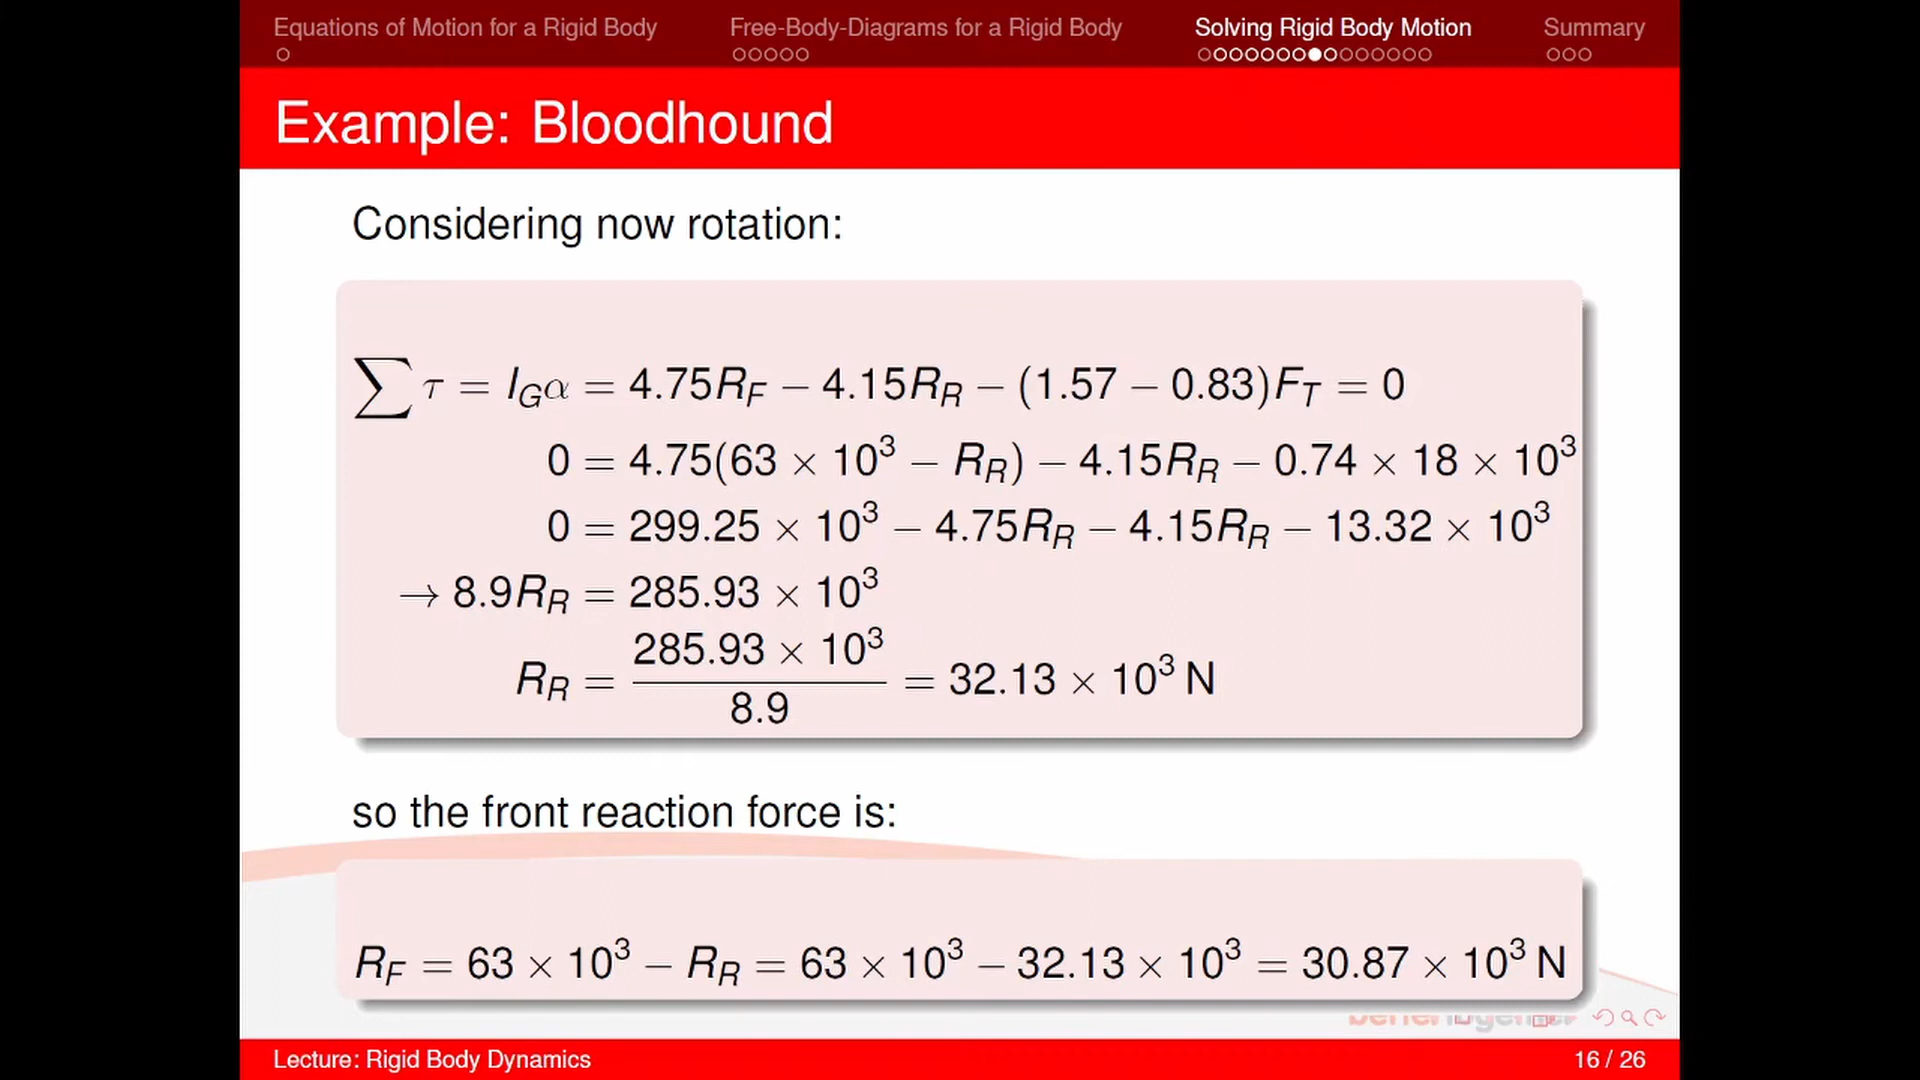 Equations of Motion for a Rigid Body Free-Body-Diagrams for a Rigid Body Solving Rigid Body Motion Summary
Example: Bloodhound
Considering now rotation:
∑ τ = I_G α = 4.75R_F − 4.15R_R − (1.57 − 0.83)F_T = 0
0 = 4.75(63 × 10³ − R_R) − 4.15R_R − 0.74 × 18 × 10³
0 = 299.25 × 10³ − 4.75R_R − 4.15R_R − 13.32 × 10³
→ 8.9R_R = 285.93 × 10³
R_R = 285.93 × 10³ / 8.9 = 32.13 × 10³ N
so the front reaction force is:
R_F = 63 × 10³ − R_R = 63 × 10³ − 32.13 × 10³ = 30.87 × 10³ N
Lecture: Rigid Body Dynamics 16 / 26